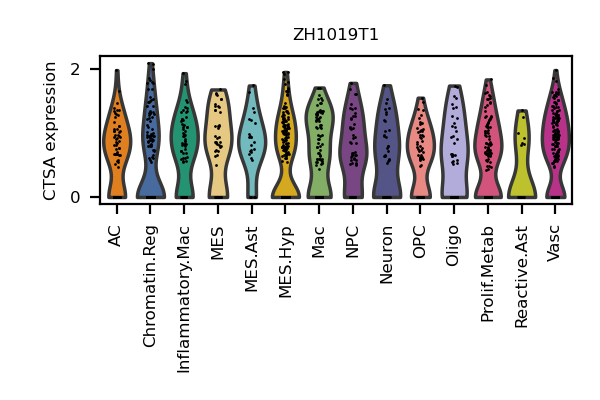 ZH1019T1
CTSA expression
2
0
AC
Chromatin.Reg
Inflammatory.Mac
MES
MES.Ast
MES.Hyp
Mac
NPC
Neuron
OPC
Oligo
Prolif.Metab
Reactive.Ast
Vasc